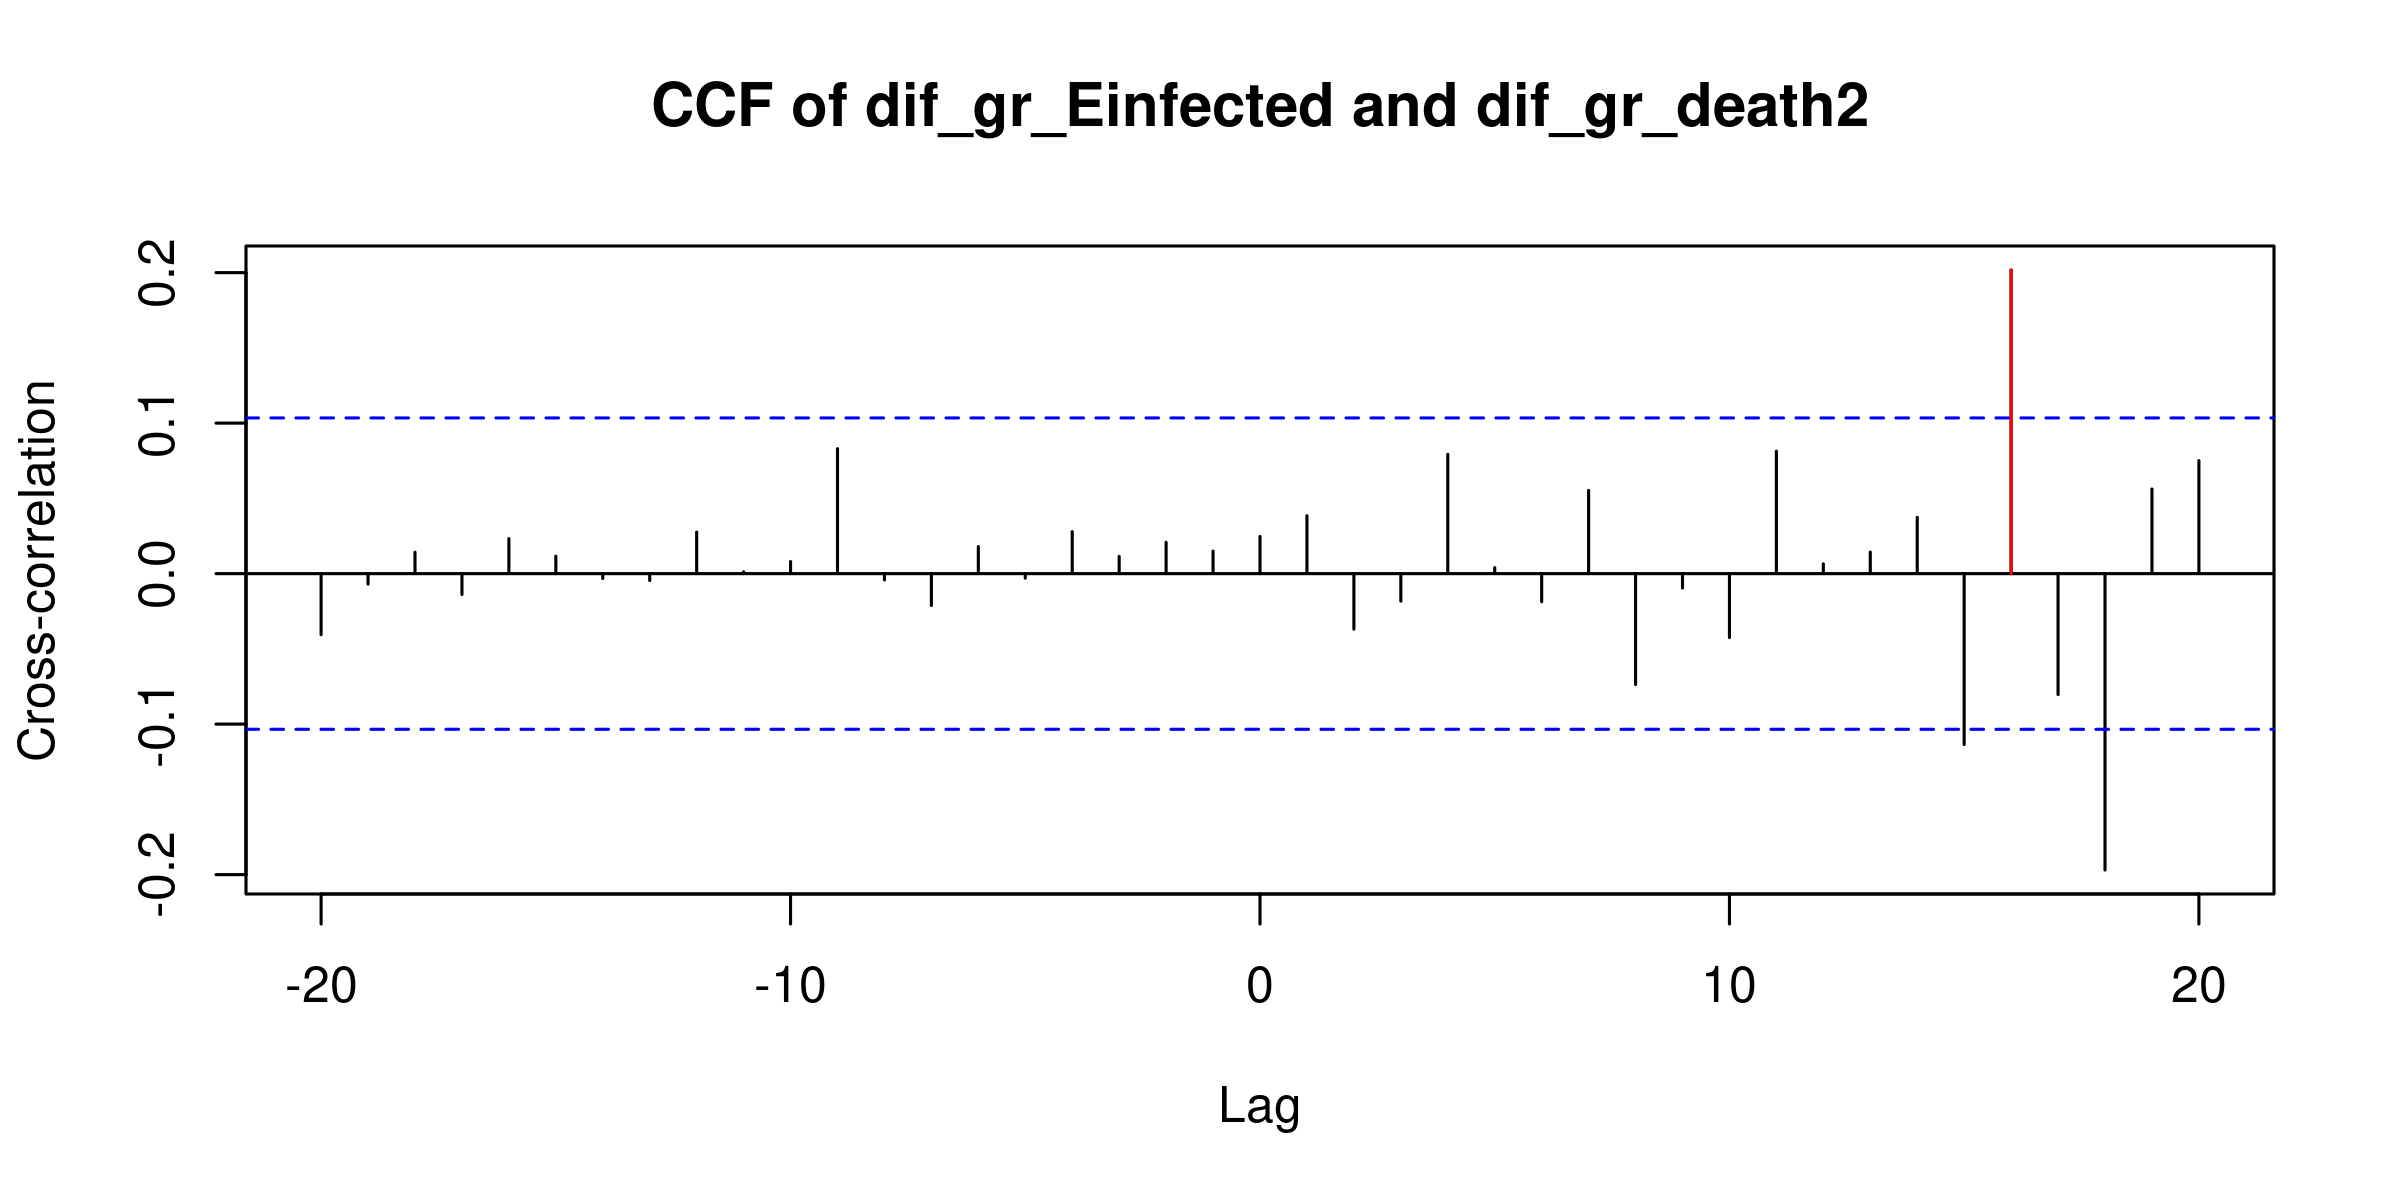 CCF of dif_gr_Einfected and dif_gr_death2
Cross-correlation
0.2
0.1
0.0
-0.1
-0.2
-20 -10 0 10 20
Lag